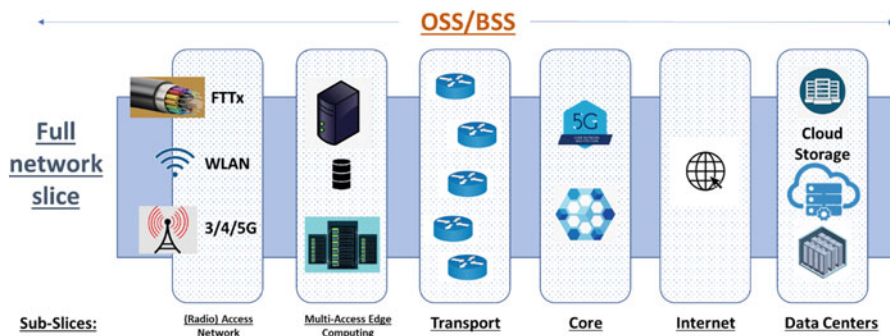 OSS/BSS
Full
network
slice
FTTx
WLAN
3/4/5G
5G
Cloud
Storage
Sub-Slices:
(Radio) Access
Network
Multi-Access Edge
Computing
Transport
Core
Internet
Data Centers